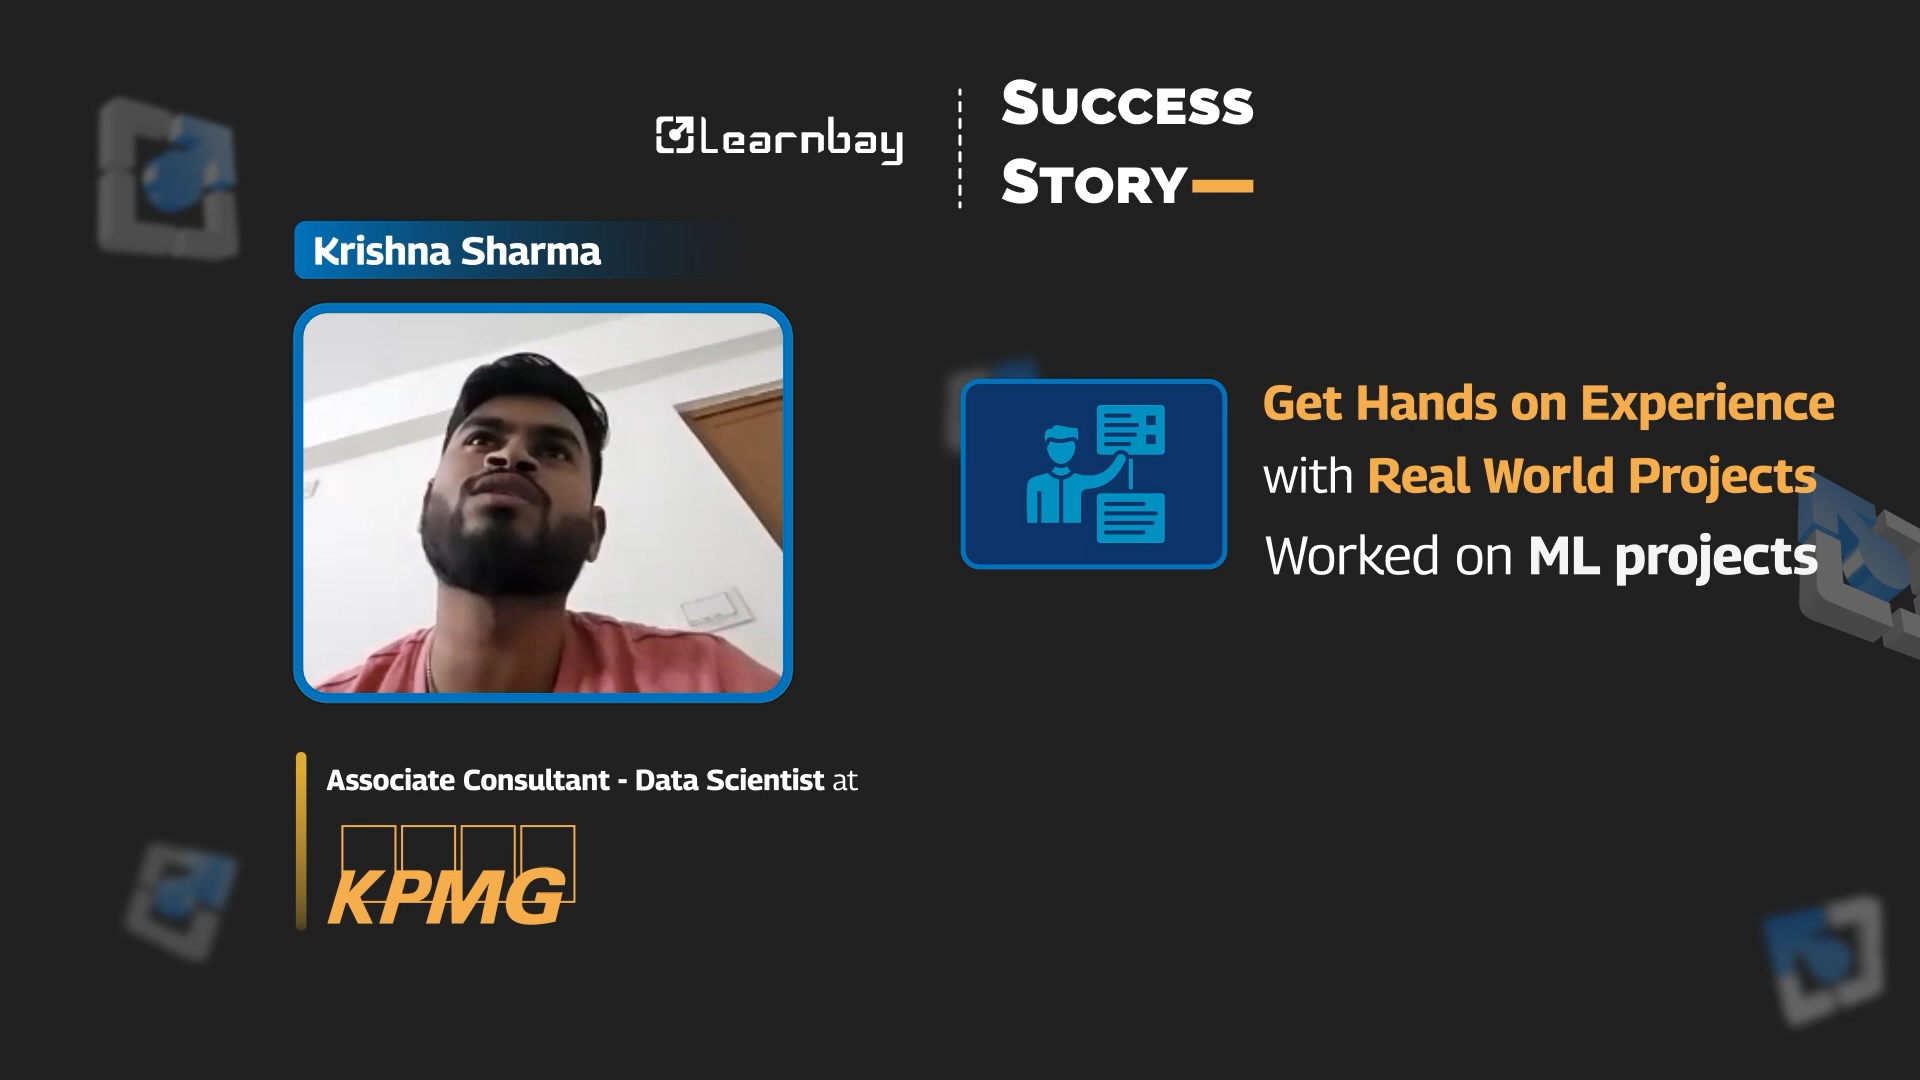 Learnbay
SUCCESS
STORY
Krishna Sharma
Get Hands on Experience
with Real World Projects
Worked on ML projects
Associate Consultant - Data Scientist at
KPMG